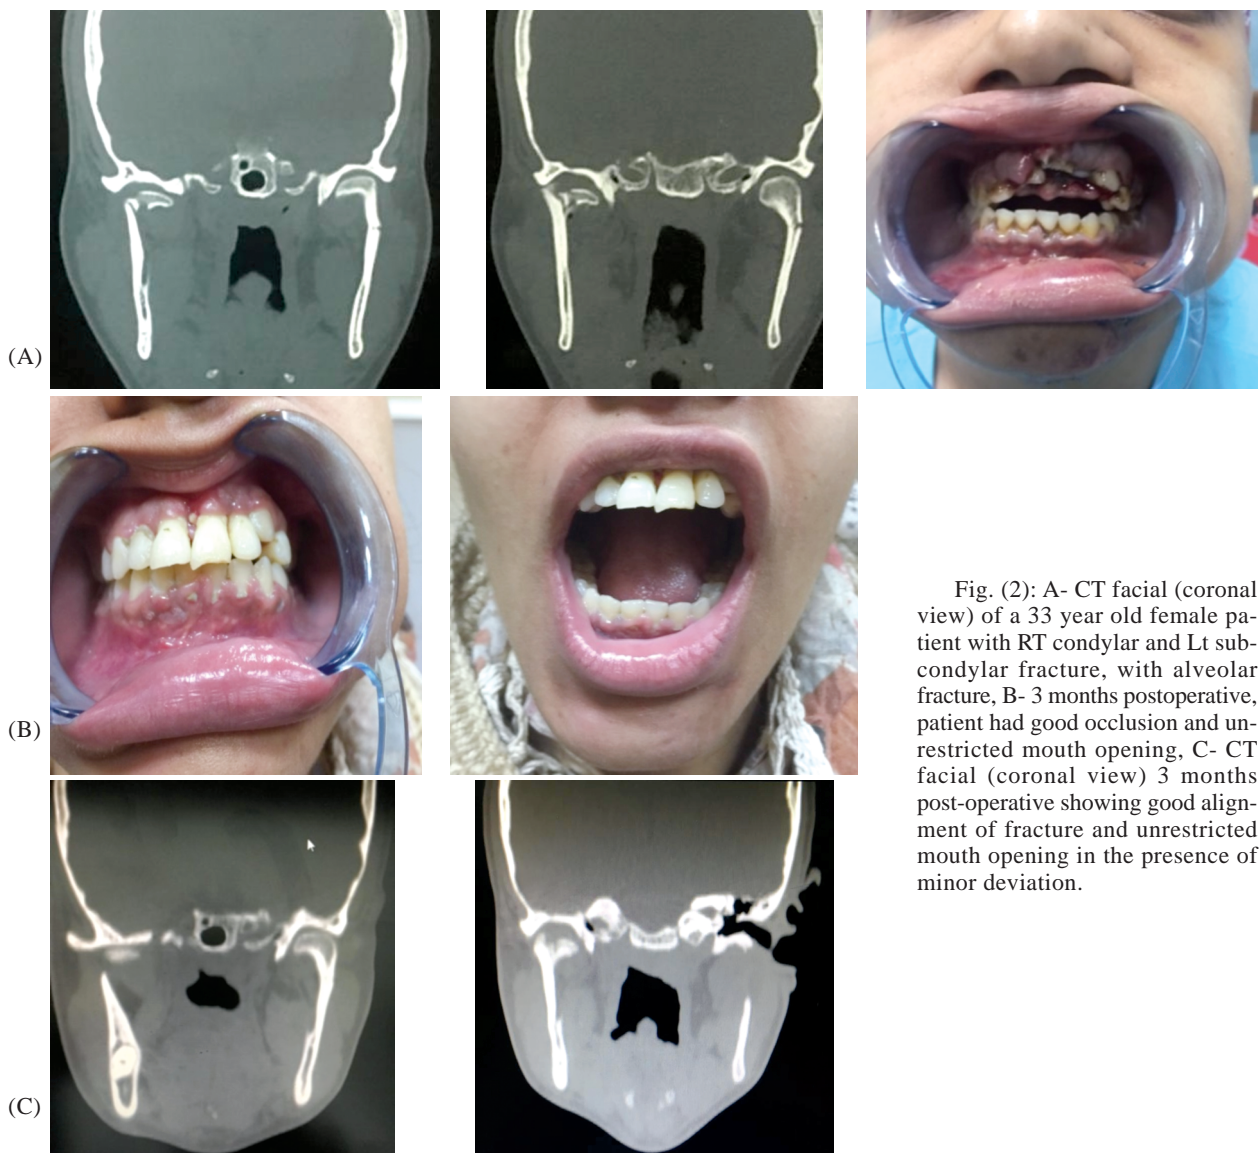 (A)
(B)
(C)
Fig. (2): A- CT facial (coronal
view) of a 33 year old female pa-
tient with RT condylar and Lt sub-
condylar fracture, with alveolar
fracture, B- 3 months postoperative,
patient had good occlusion and un-
restricted mouth opening, C- CT
facial (coronal view) 3 months
post-operative showing good align-
ment of fracture and unrestricted
mouth opening in the presence of
minor deviation.